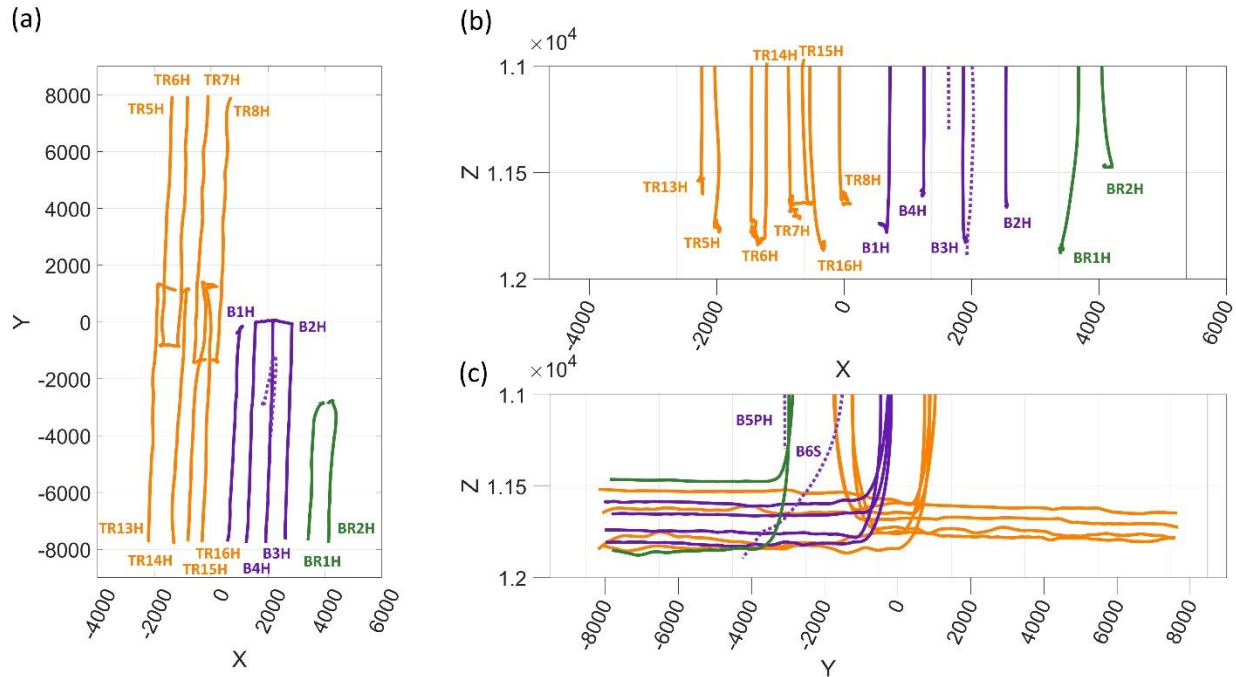 (a)
TR6H TR7H
TR5H TR8H
8000
6000
4000
2000
0
-2000
-4000
-6000
-8000
Y
B1H B2H
TR13H TR16H B3H BR2H
TR14H TR15H B4H BR1H
-4000 -2000 0 2000 4000 6000
X
(b)
×10⁴
TR14H TR15H
1.1
1.15
1.2
Z
TR13H TR8H BR2H
TR5H TR7H B4H B2H
TR6H TR16H B1H B3H BR1H
-4000 -2000 0 2000 4000 6000
X
(c)
×10⁴
1.1
1.15
1.2
Z
B5PH
B6S
-8000 -6000 -4000 -2000 0 2000 4000 6000 8000
Y